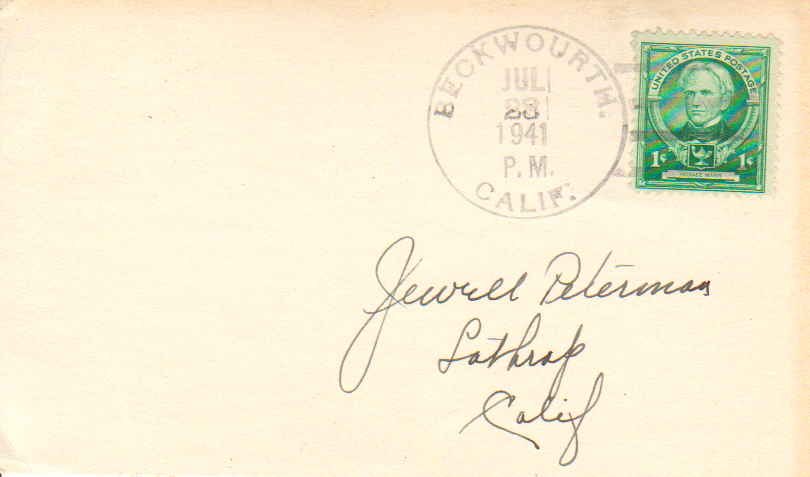 BECKWOURTH.
JUL
23
1941
P.M.
CALIF.
UNITED STATES POSTAGE
1¢ 1¢
HORACE MANN
Jewell Peterman
Lathrop
Calif